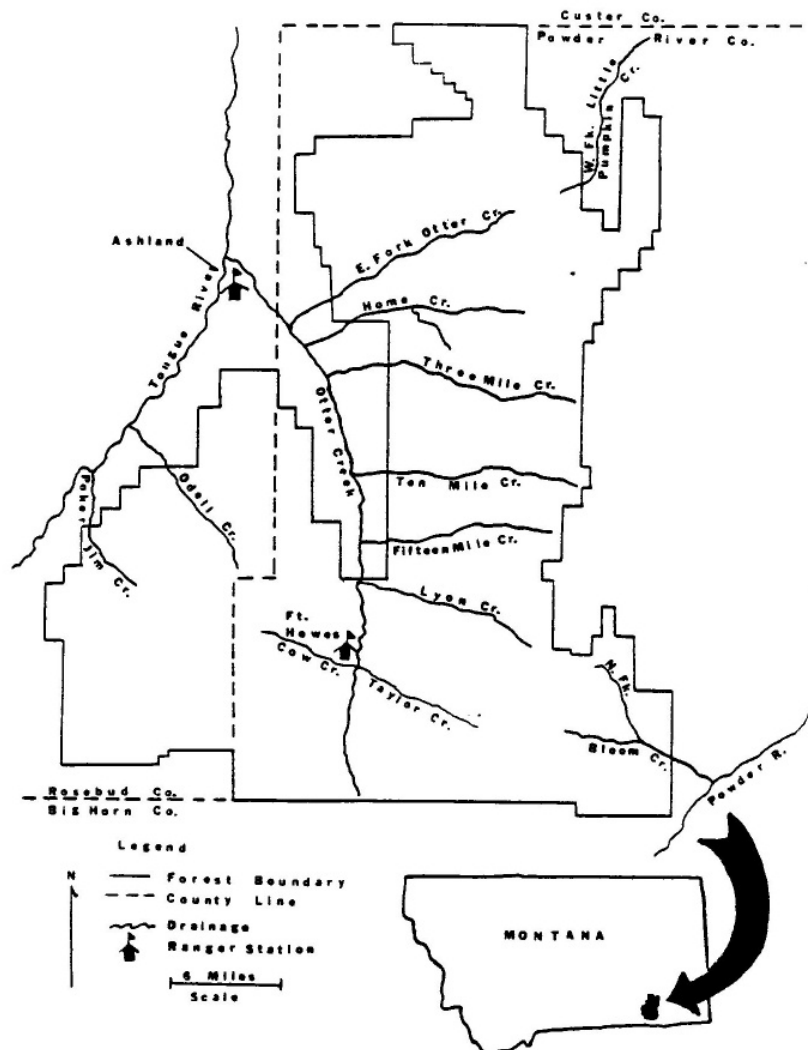 Custer Co.
Powder River Co.
W. Fk. Little
Pumpkin Cr.
Ashland
E. Fork Otter Cr.
Tongue River
Home Cr.
Three Mile Cr.
Otter Creek
Ten Mile Cr.
Odell Cr.
Poker Jim Cr.
Fifteen Mile Cr.
Lyon Cr.
Ft.
Howes
Cow Cr.
Taylor Cr.
N. Fk.
Bloom Cr.
Powder R.
Rosebud Co.
Big Horn Co.
Legend
N
Forest Boundary
County Line
Drainage
Ranger Station
6 Miles
Scale
MONTANA